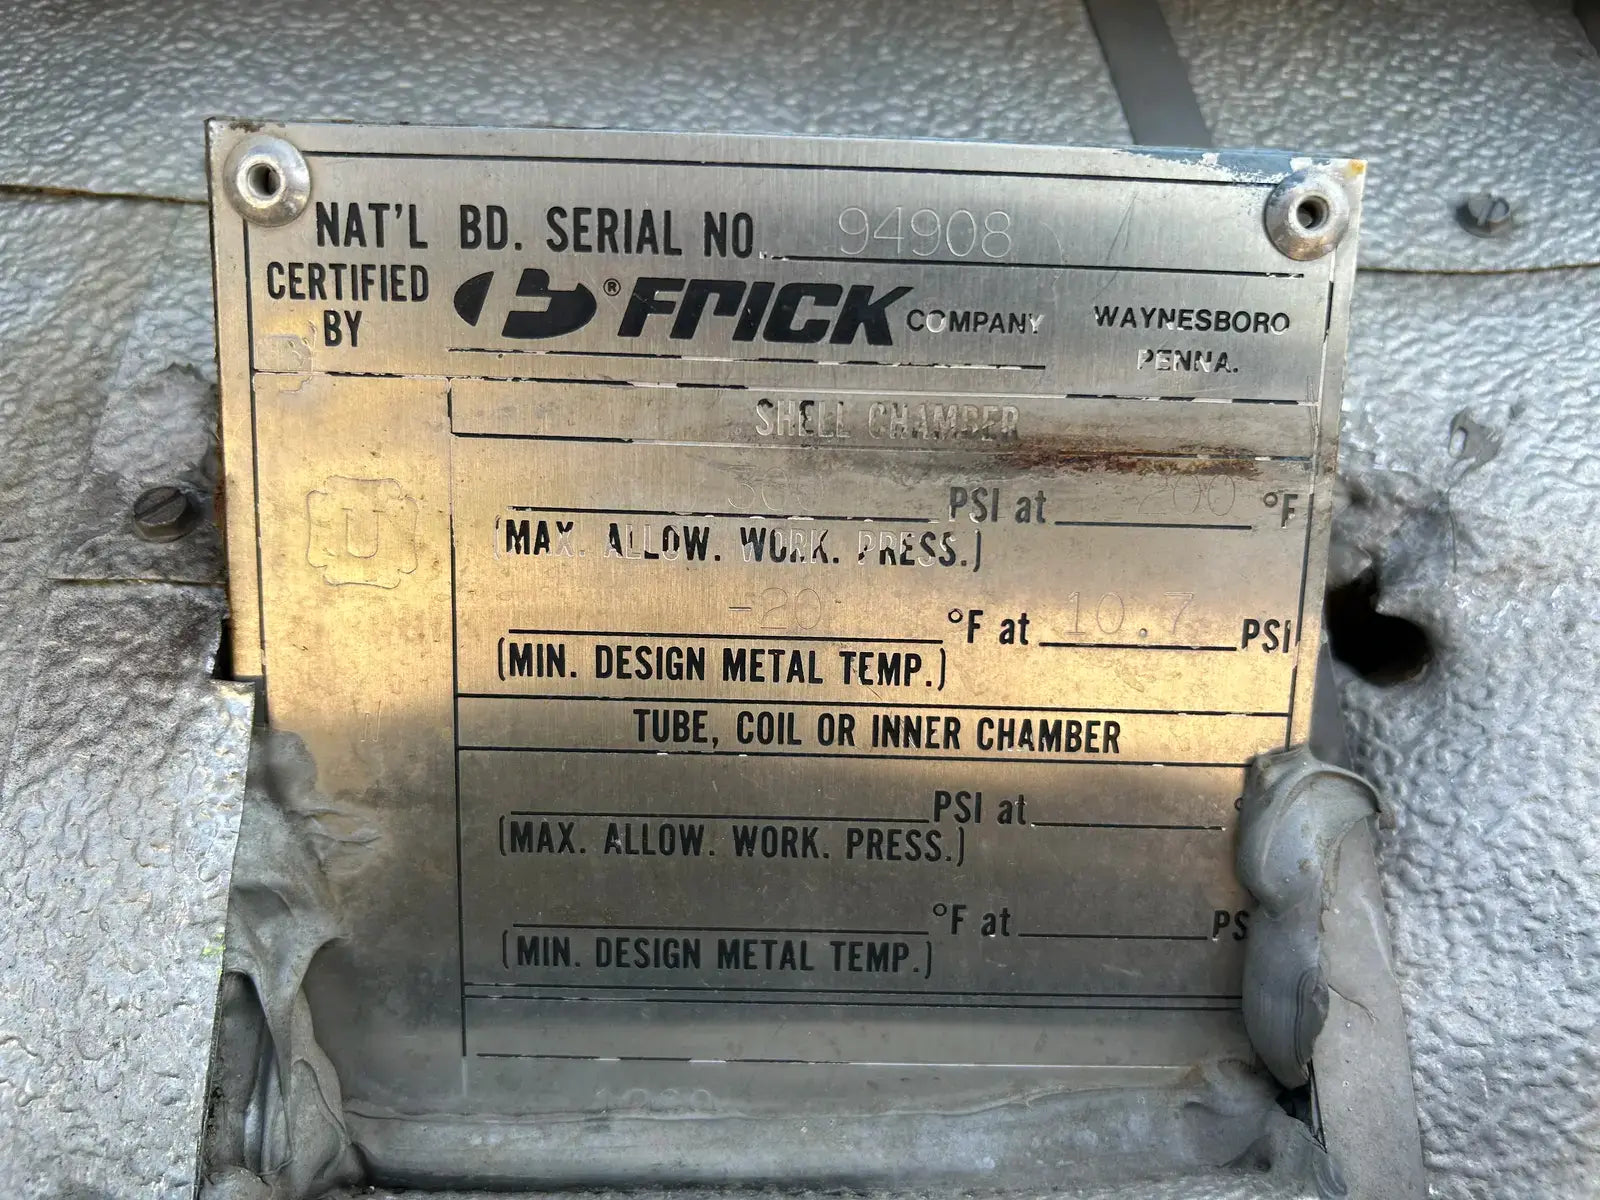 NAT'L BD. SERIAL NO. 94908
CERTIFIED BY
FRICK® COMPANY WAYNESBORO PENNA.
SHELL CHAMBER
PSI at 200 °F
(MAX. ALLOW. WORK. PRESS.)
U
-20 °F at 10.7 PSI
(MIN. DESIGN METAL TEMP.)
TUBE, COIL OR INNER CHAMBER
PSI at
(MAX. ALLOW. WORK. PRESS.)
°F at PS
(MIN. DESIGN METAL TEMP.)